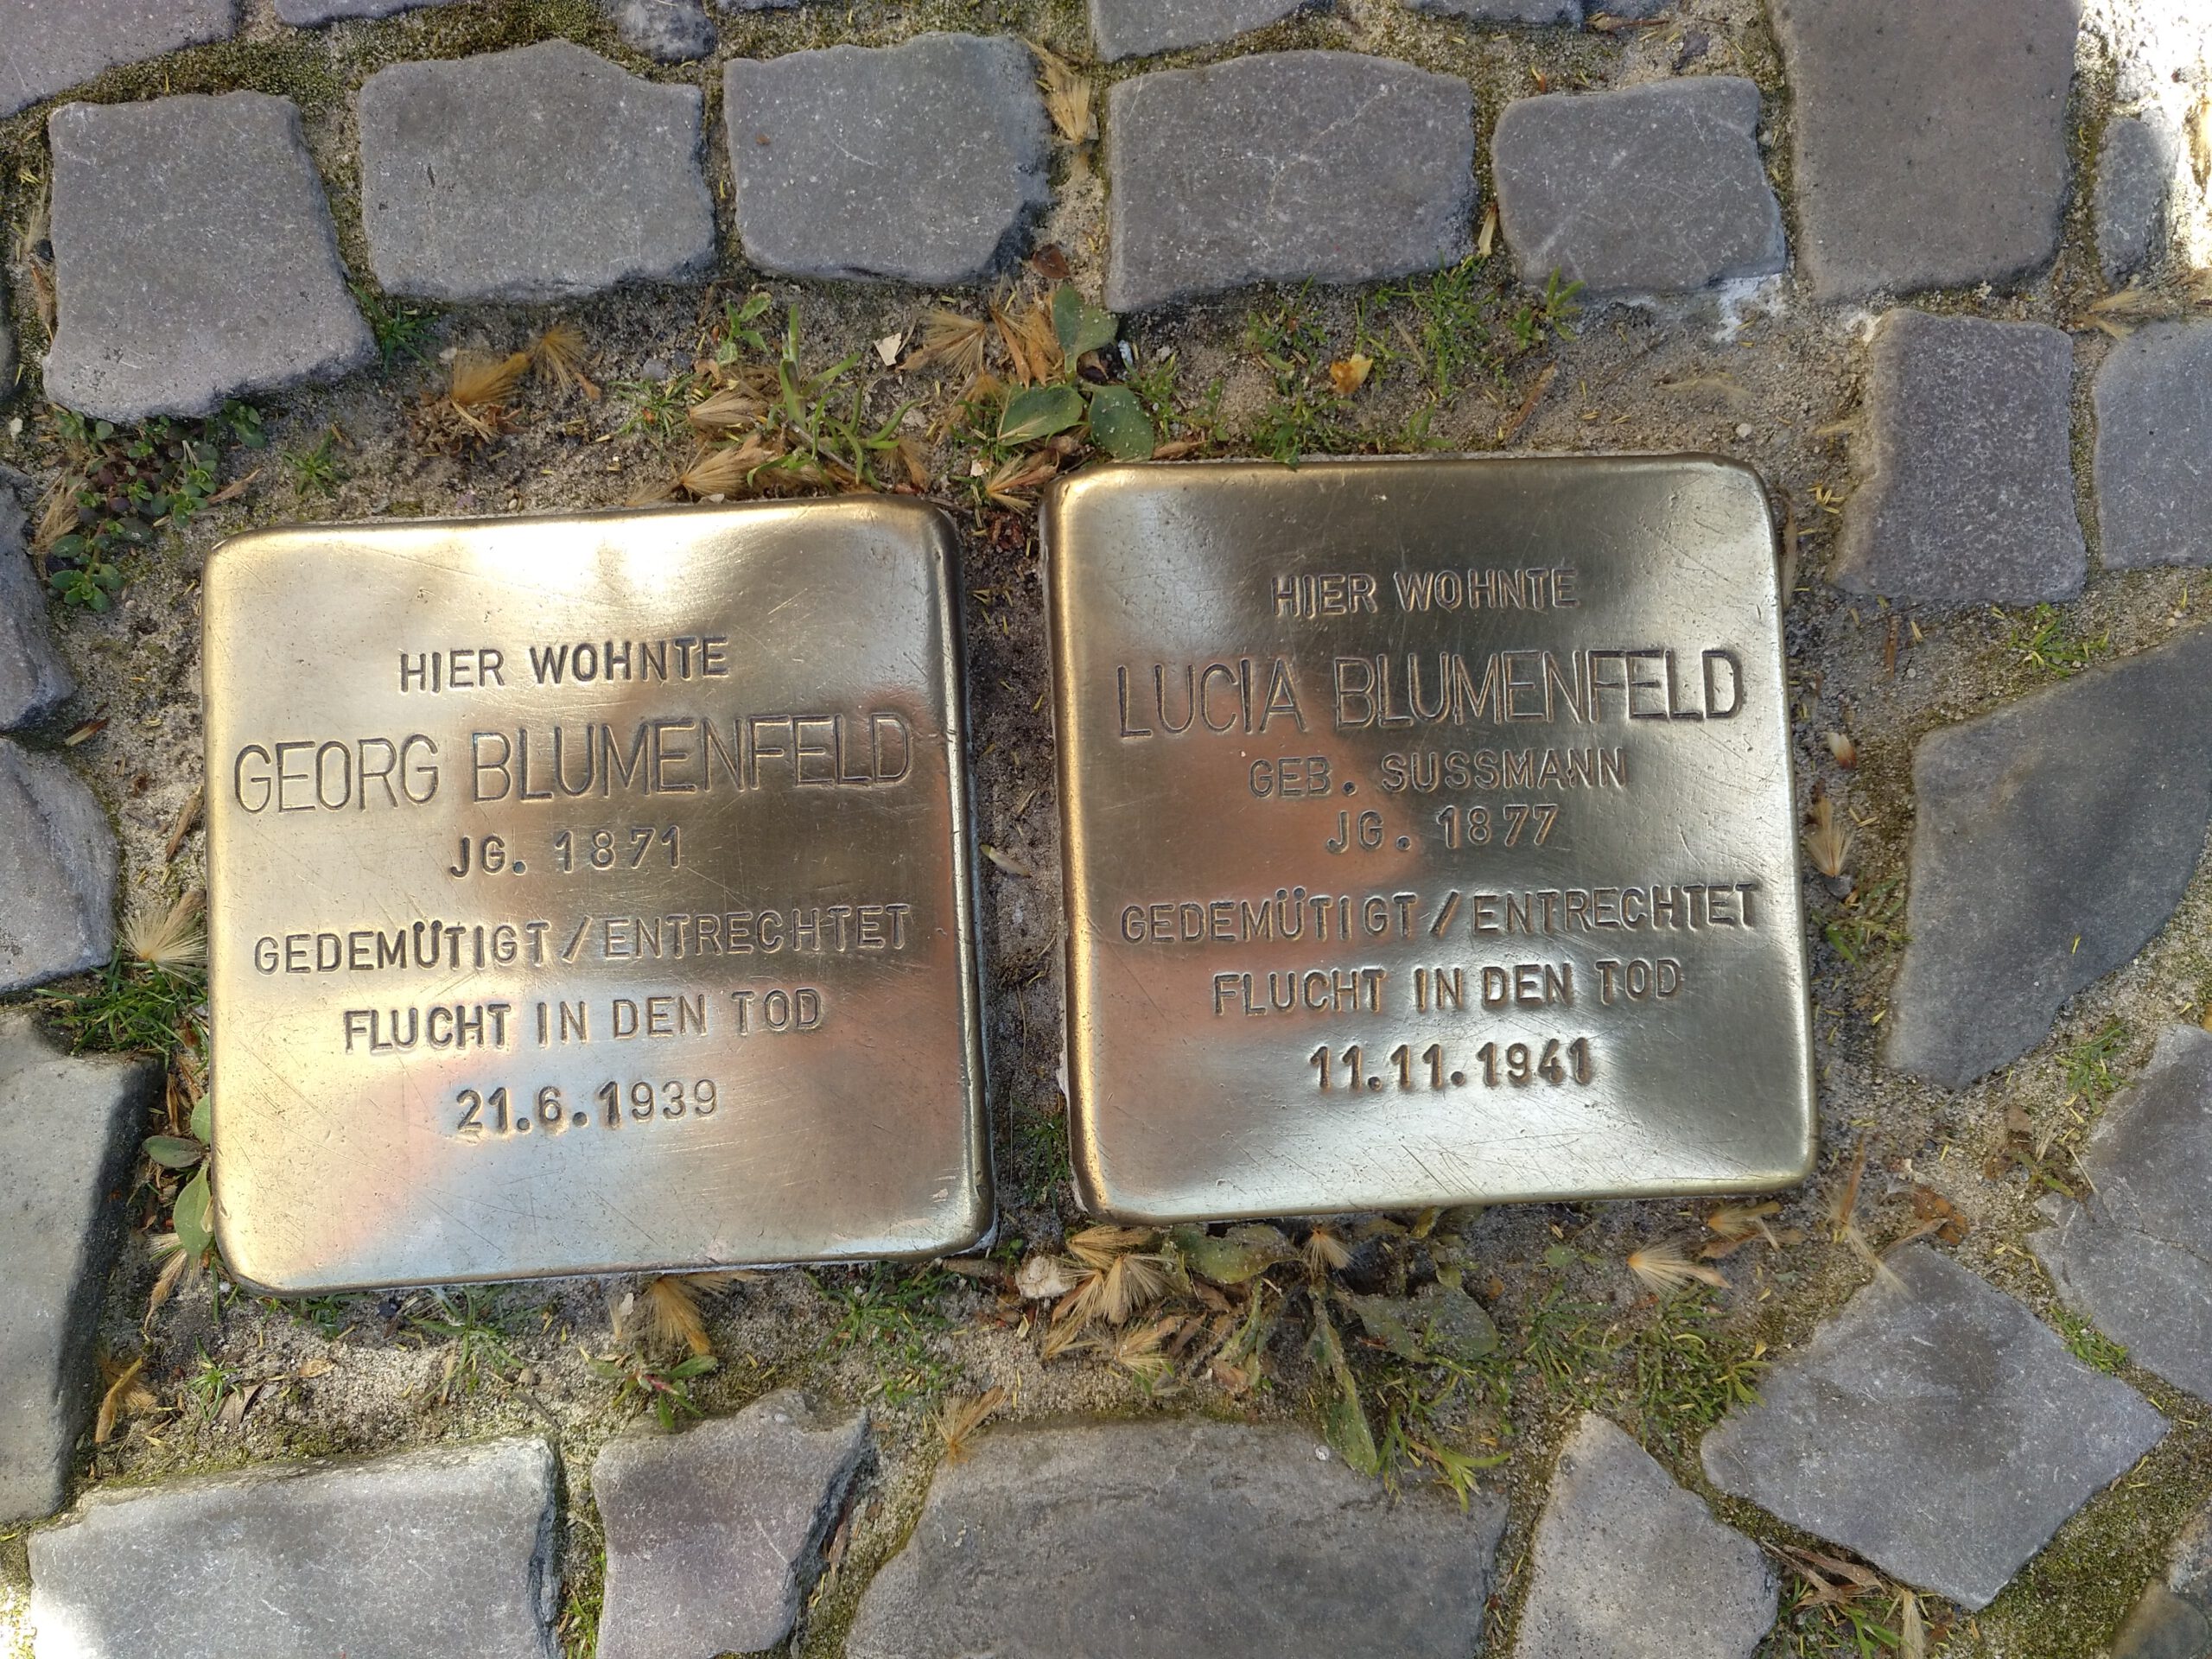 HIER WOHNTE
GEORG BLUMENFELD
JG. 1871
GEDEMÜTIGT/ENTRECHTET
FLUCHT IN DEN TOD
21.6.1939
HIER WOHNTE
LUCIA BLUMENFELD
GEB. SUSSMANN
JG. 1877
GEDEMÜTIGT/ENTRECHTET
FLUCHT IN DEN TOD
11.11.1941